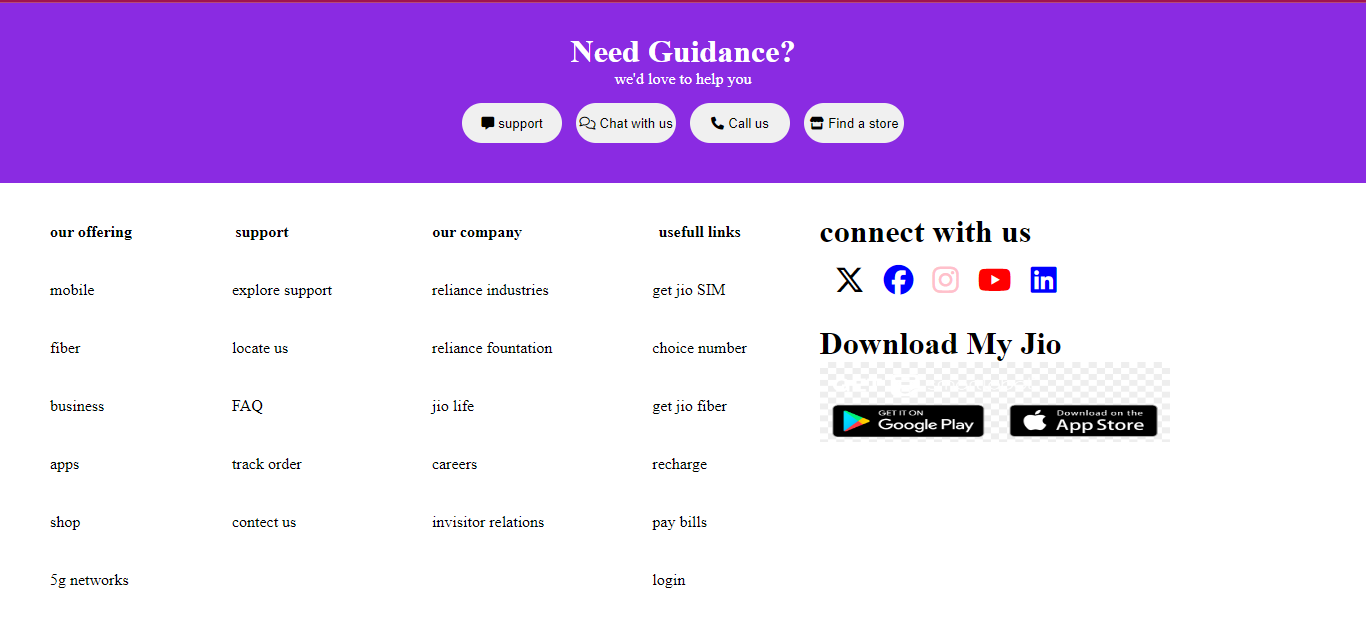 Need Guidance?
we'd love to help you
support
Chat with us
Call us
Find a store
our offering
mobile
fiber
business
apps
shop
5g networks
support
explore support
locate us
FAQ
track order
contect us
our company
reliance industries
reliance fountation
jio life
careers
invisitor relations
usefull links
get jio SIM
choice number
get jio fiber
recharge
pay bills
login
connect with us
Download My Jio
GET IT ON
Google Play
Download on the
App Store